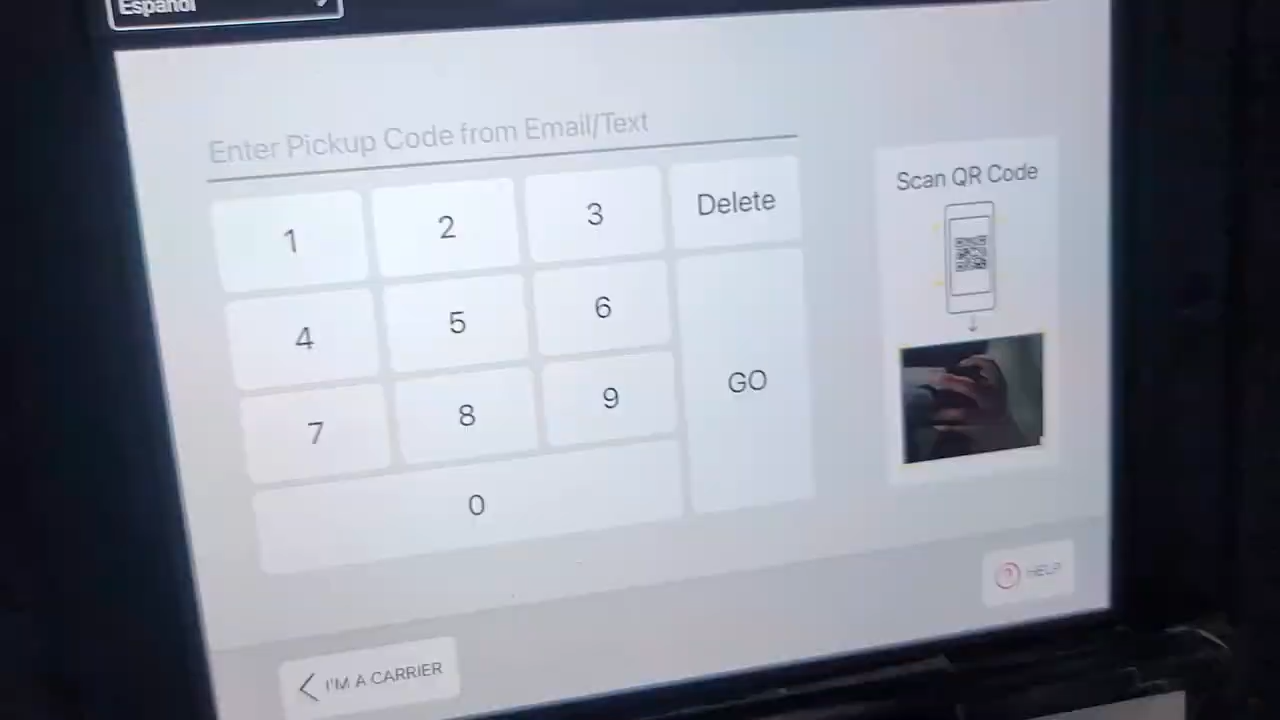 Español
Enter Pickup Code from Email/Text
1 2 3 Delete
4 5 6
7 8 9 GO
0
Scan QR Code
HELP
I'M A CARRIER